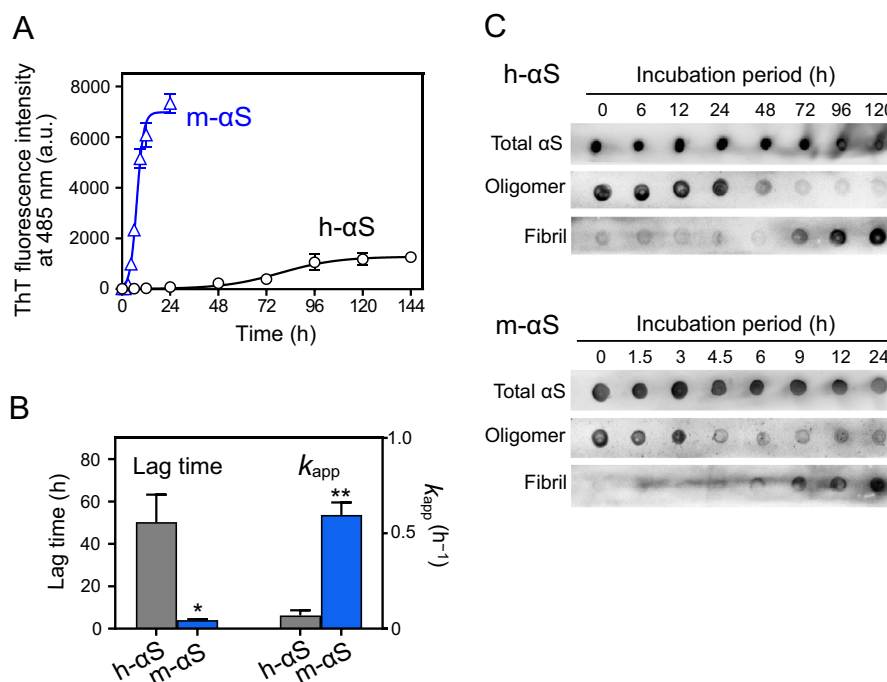 A
ThT fluorescence intensity
at 485 nm (a.u.)
8000
6000
4000
2000
0
m-αS
h-αS
0 24 48 72 96 120 144
Time (h)
B
Lag time (h)
80
60
40
20
0
Lag time
kapp
*
**
1.0
0.5
0
kapp (h⁻¹)
h-αS
m-αS
h-αS
m-αS
C
h-αS
Incubation period (h)
0 6 12 24 48 72 96 120
Total αS
Oligomer
Fibril
m-αS
Incubation period (h)
0 1.5 3 4.5 6 9 12 24
Total αS
Oligomer
Fibril